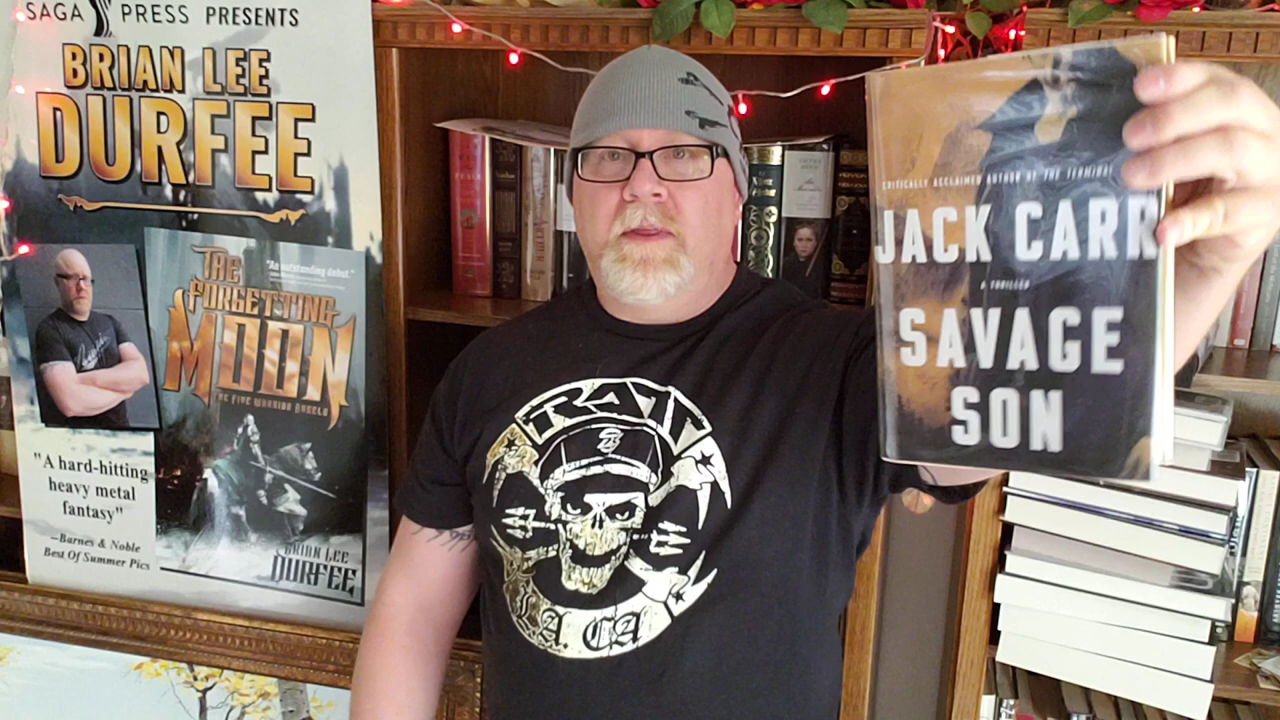 SAGA PRESS PRESENTS
BRIAN LEE
DURFEE
THE
FORGETTING
MOON
"An outstanding debut."
THE FIVE WARRIOR ANGELS
BRIAN LEE
DURFEE
"A hard-hitting
heavy metal
fantasy"
—Barnes & Noble
Best Of Summer Pics
RATT
L.A. CA
CRITICALLY ACCLAIMED AUTHOR OF THE TERMINAL
JACK CARR
A THRILLER
SAVAGE
SON